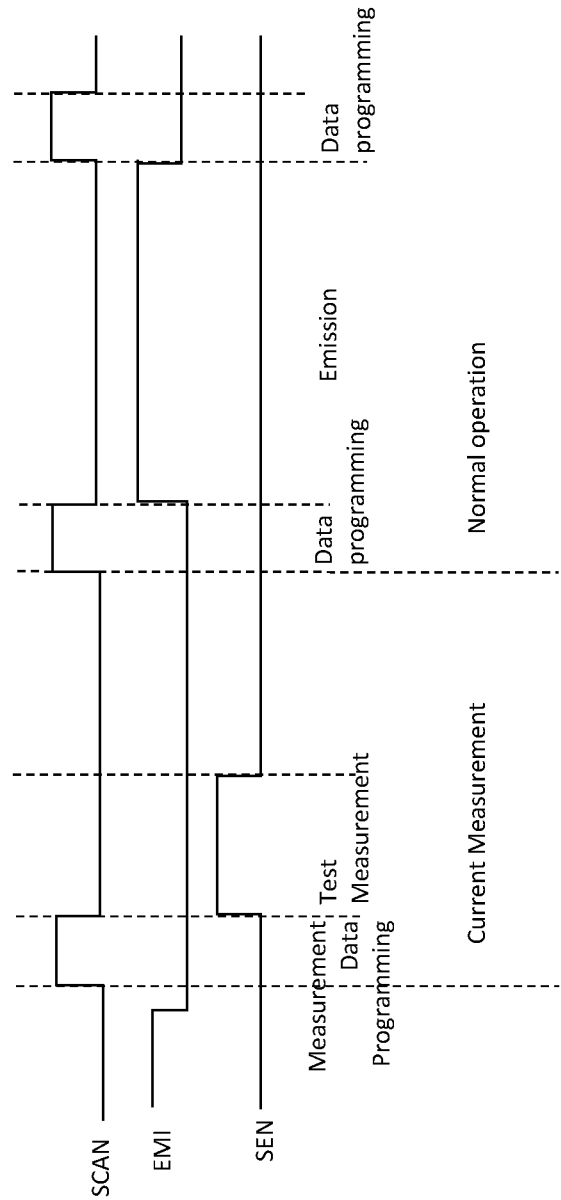 SCAN
EMI
SEN
Measurement
Data
Programming
Test
Measurement
Data
programming
Emission
Data
programming
Current Measurement
Normal operation